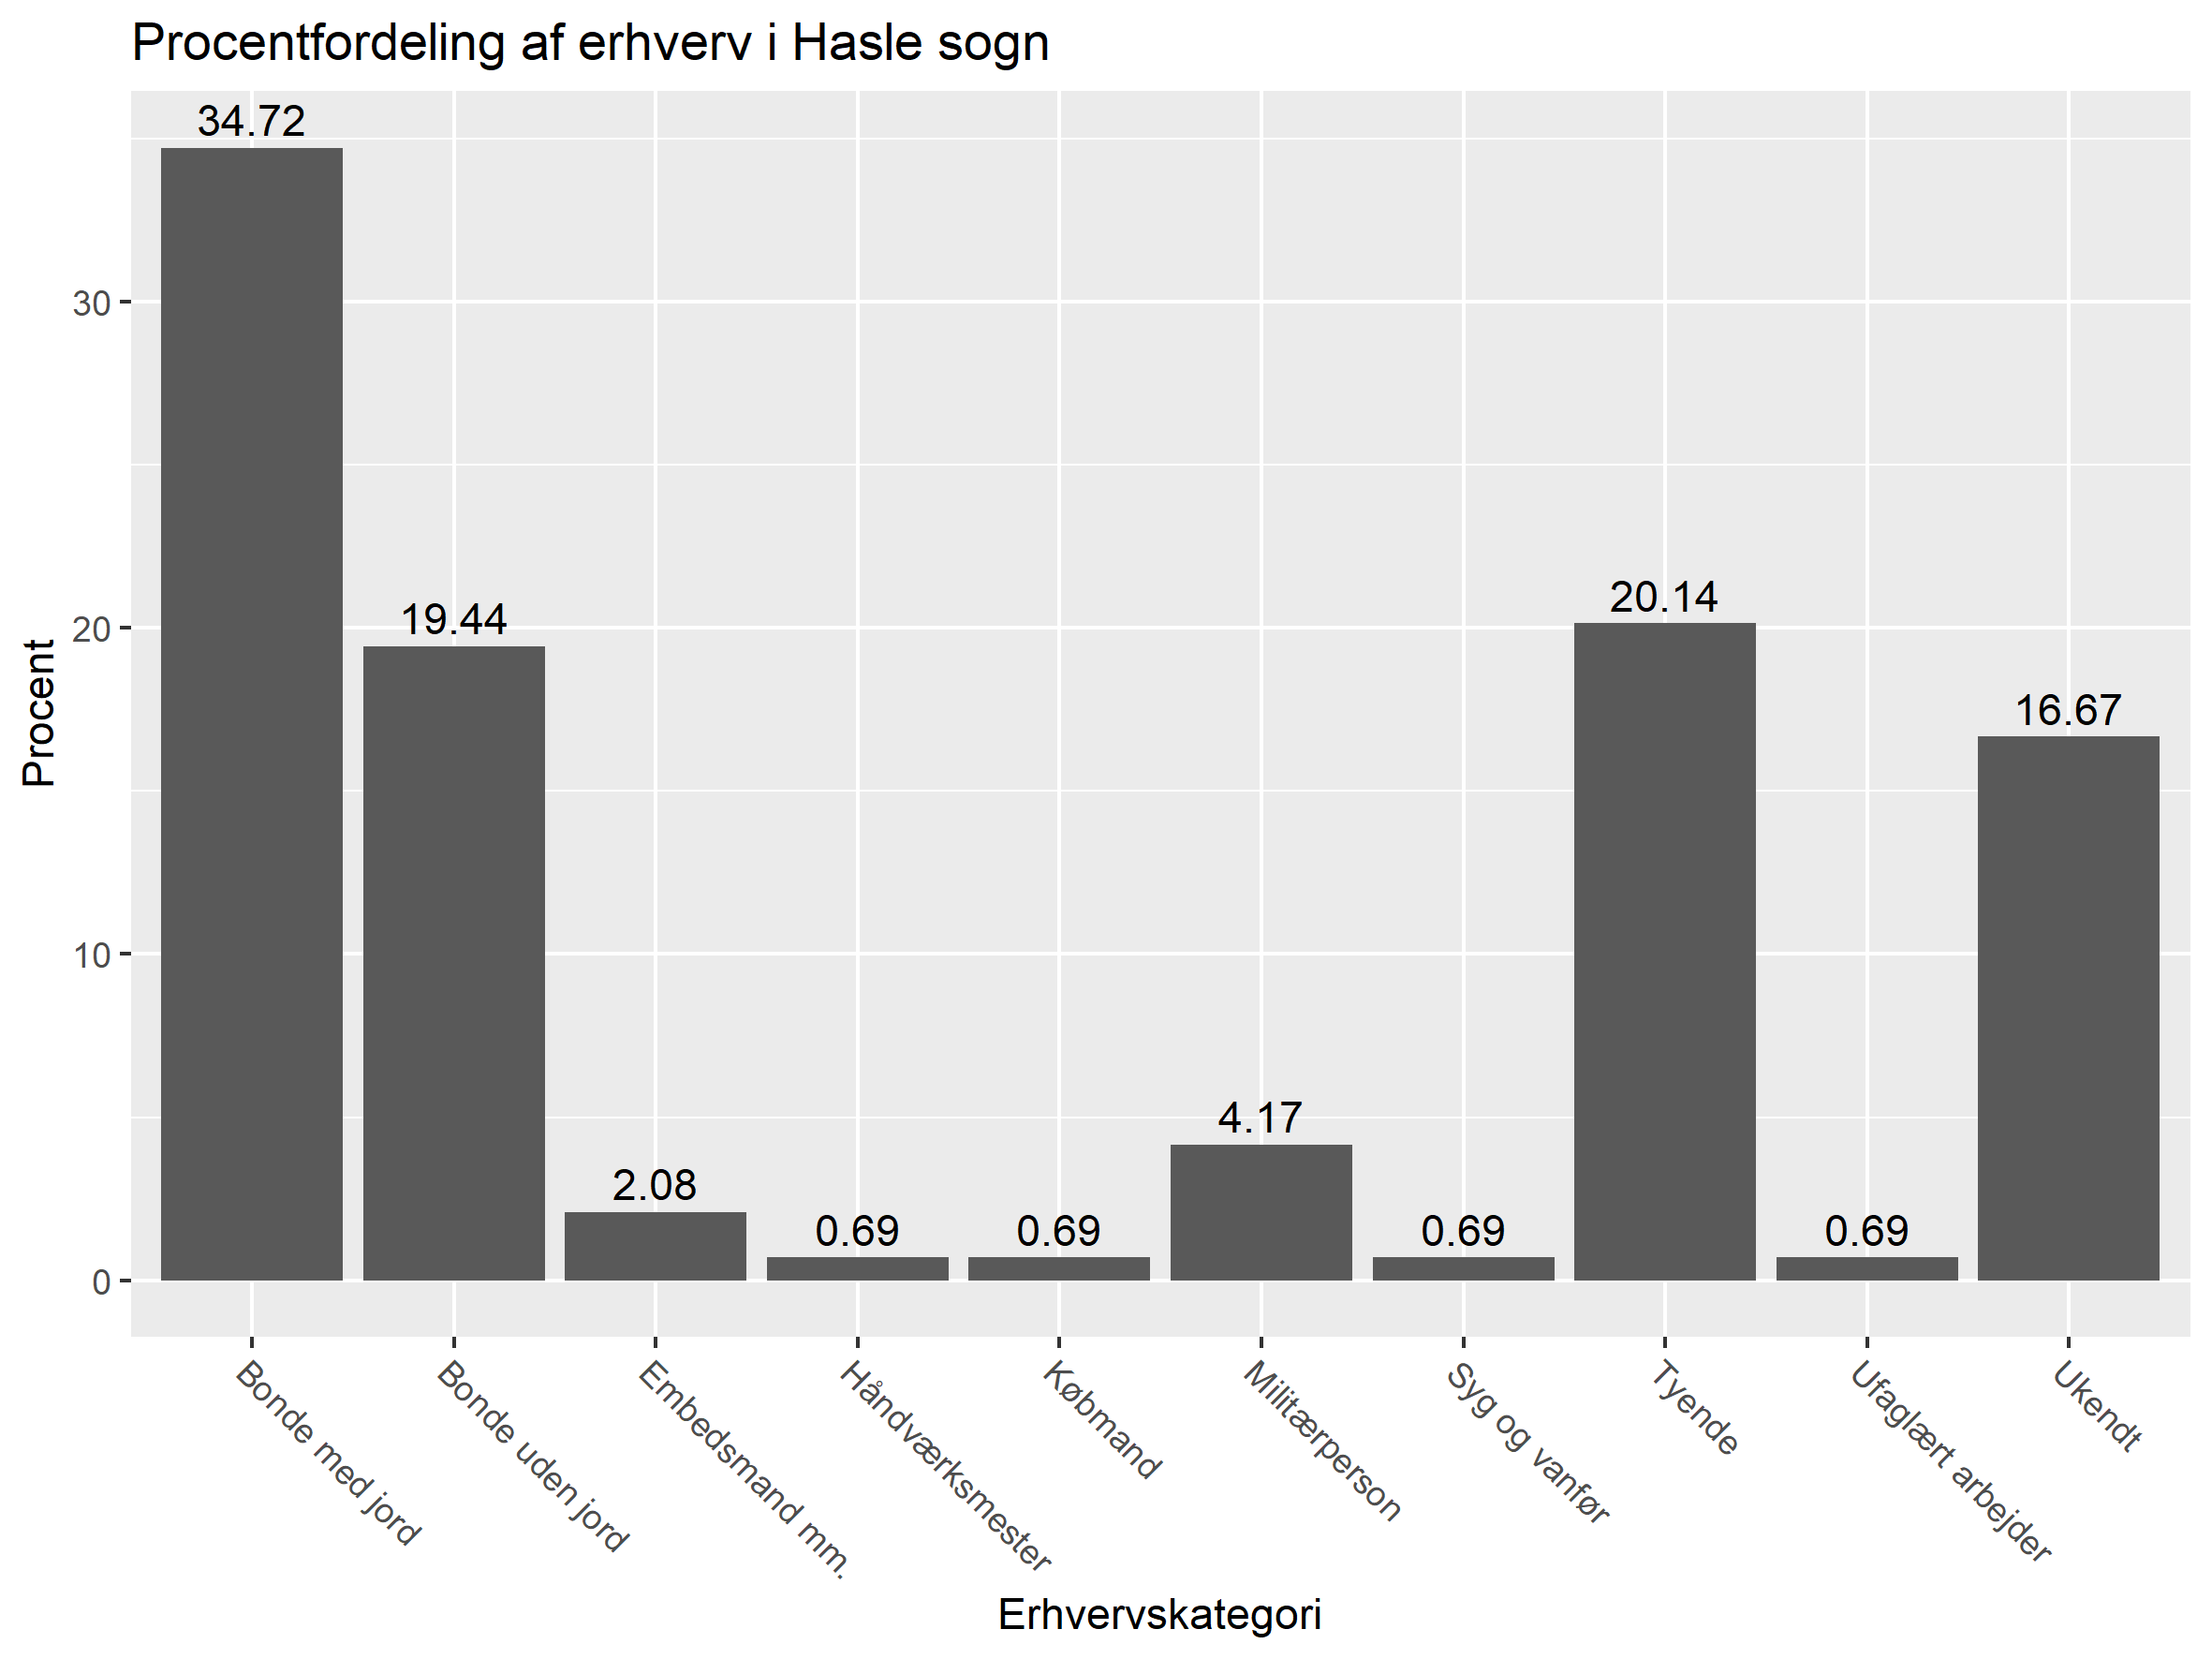 Procentfordeling af erhverv i Hasle sogn
34.72
19.44
2.08
0.69
0.69
4.17
0.69
20.14
0.69
16.67
Procent
30
20
10
0
Bonde med jord
Bonde uden jord
Embedsmand mm.
Håndværksmester
Købmand
Militærperson
Syg og vanfør
Tyende
Ufaglært arbejder
Ukendt
Erhvervskategori